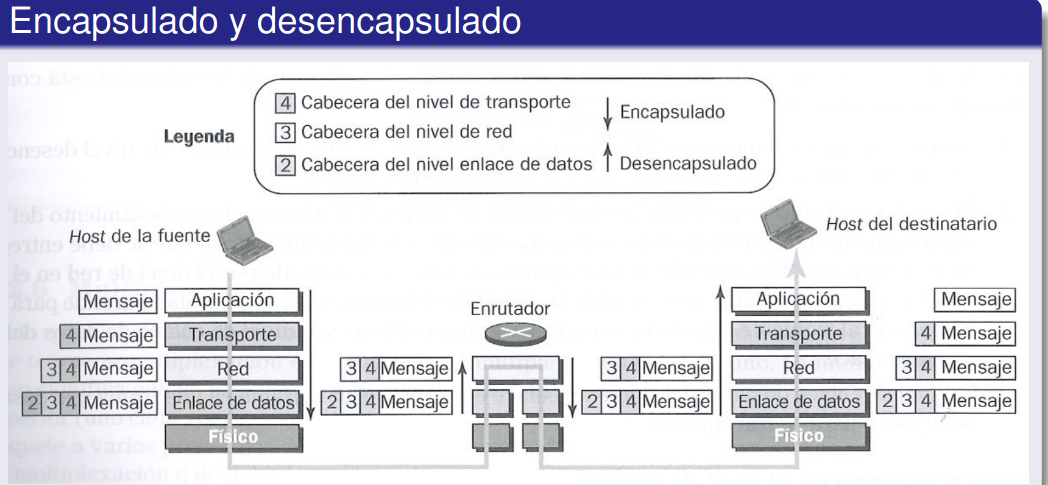 Encapsulado y desencapsulado
Leyenda
4 Cabecera del nivel de transporte
3 Cabecera del nivel de red
2 Cabecera del nivel enlace de datos
Encapsulado
Desencapsulado
Host de la fuente
Mensaje Aplicación
4 Mensaje Transporte
3 4 Mensaje Red
2 3 4 Mensaje Enlace de datos
Físico
Enrutador
3 4 Mensaje
2 3 4 Mensaje
3 4 Mensaje
2 3 4 Mensaje
Host del destinatario
Aplicación Mensaje
Transporte 4 Mensaje
Red 3 4 Mensaje
Enlace de datos 2 3 4 Mensaje
Físico